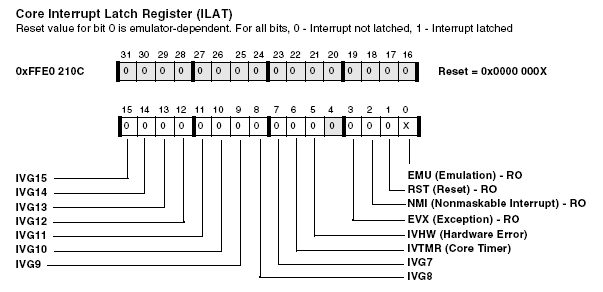 Core Interrupt Latch Register (ILAT)
Reset value for bit 0 is emulator-dependent. For all bits, 0 - Interrupt not latched, 1 - Interrupt latched
31 30 29 28 27 26 25 24 23 22 21 20 19 18 17 16
0xFFE0 210C 0 0 0 0 0 0 0 0 0 0 0 0 0 0 0 0 Reset = 0x0000 000X
15 14 13 12 11 10 9 8 7 6 5 4 3 2 1 0
0 0 0 0 0 0 0 0 0 0 0 0 0 0 0 X
IVG15
IVG14
IVG13
IVG12
IVG11
IVG10
IVG9
EMU (Emulation) - RO
RST (Reset) - RO
NMI (Nonmaskable Interrupt) - RO
EVX (Exception) - RO
IVHW (Hardware Error)
IVTMR (Core Timer)
IVG7
IVG8